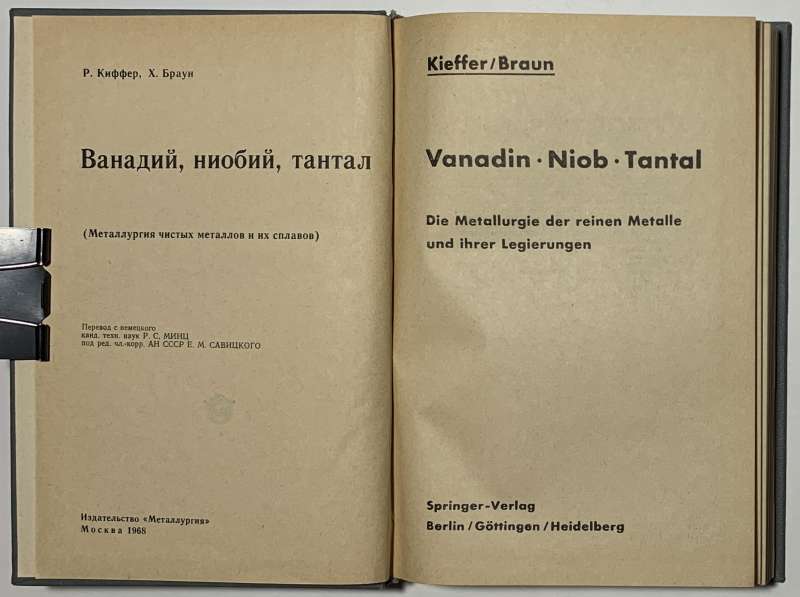 Р. Киффер, Х. Браун
Ванадий, ниобий, тантал
(Металлургия чистых металлов и их сплавов)
Перевод с немецкого
канд. техн. наук Р. С. МИНЦ
под ред. чл.-корр. АН СССР Е. М. САВИЦКОГО
Издательство «Металлургия»
Москва 1968
Kieffer/Braun
Vanadin · Niob · Tantal
Die Metallurgie der reinen Metalle
und ihrer Legierungen
Springer-Verlag
Berlin/Göttingen/Heidelberg